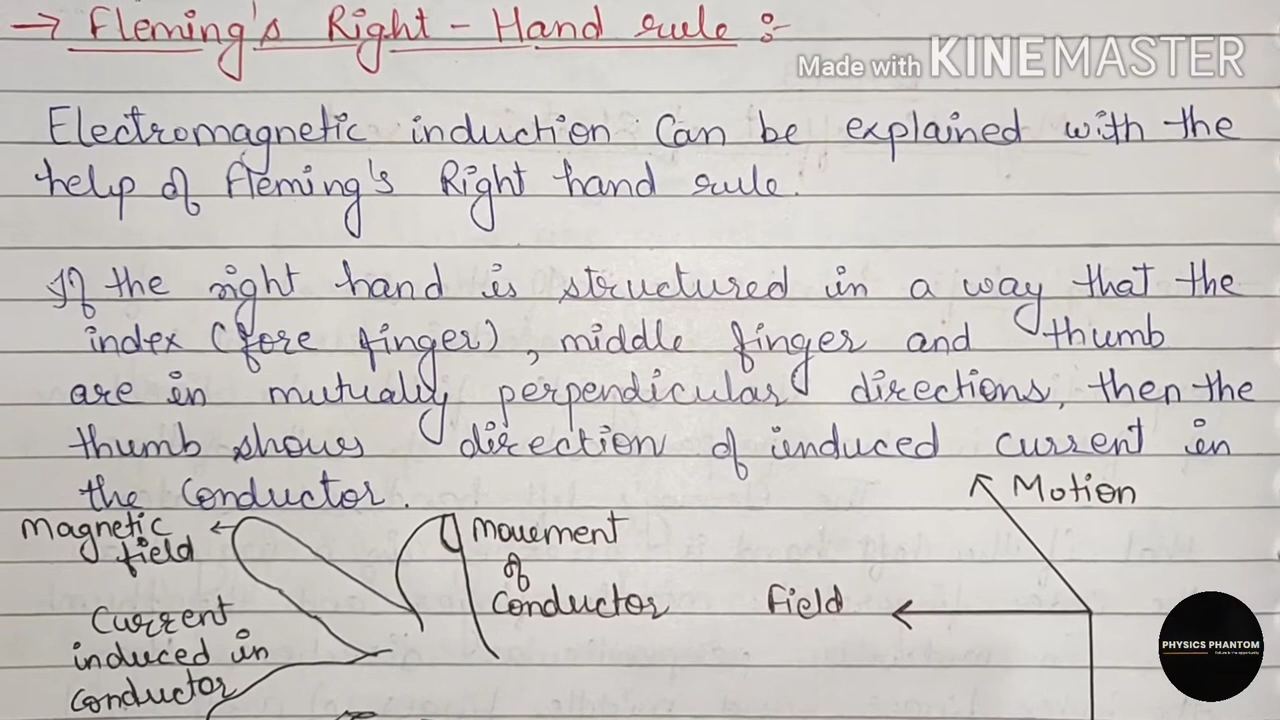 → Fleming's Right - Hand rule :-
Made with KINEMASTER
Electromagnetic induction can be explained with the
help of Fleming's Right hand rule.
If the right hand is structured in a way that the
index (fore finger), middle finger and thumb
are in mutually perpendicular directions, then the
thumb shows direction of induced current in
the conductor.
Motion
Magnetic
field
Movement
of
Conductor
Field
Current
induced in
conductor
PHYSICS PHANTOM